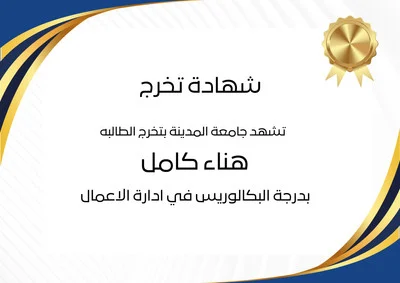 شهادة تخرج
تشهد جامعة المدينة بتخرج الطالبه
هناء كامل
بدرجة البكالوريس في ادارة الاعمال